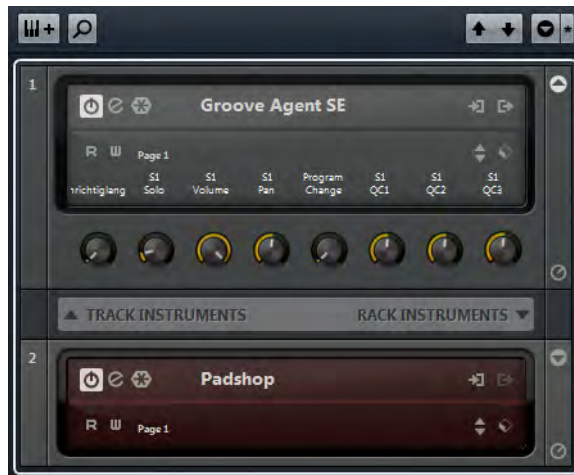 1
Groove Agent SE
R W Page 1
S1 S1 S1 Program S1 S1 S1
Solo Volume Pan Change QC1 QC2 QC3
TRACK INSTRUMENTS RACK INSTRUMENTS
2
Padshop
R W Page 1